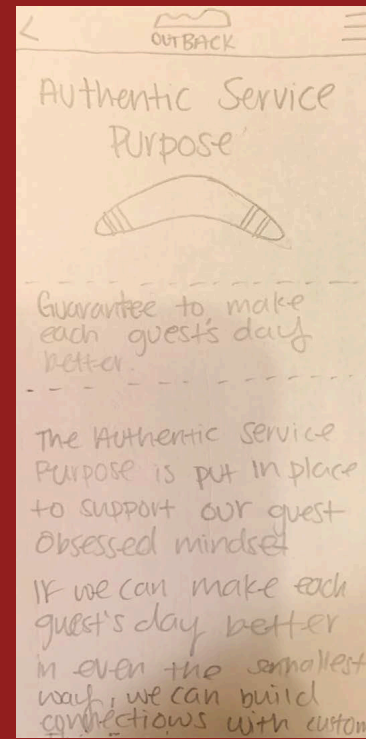 OUTBACK
Authentic Service
Purpose
Guarantee to make
each guest's day
better.
The Authentic Service
Purpose is put in place
to support our guest
obsessed mindset
If we can make each
guest's day better
in even the smallest
way, we can build
connections with custom